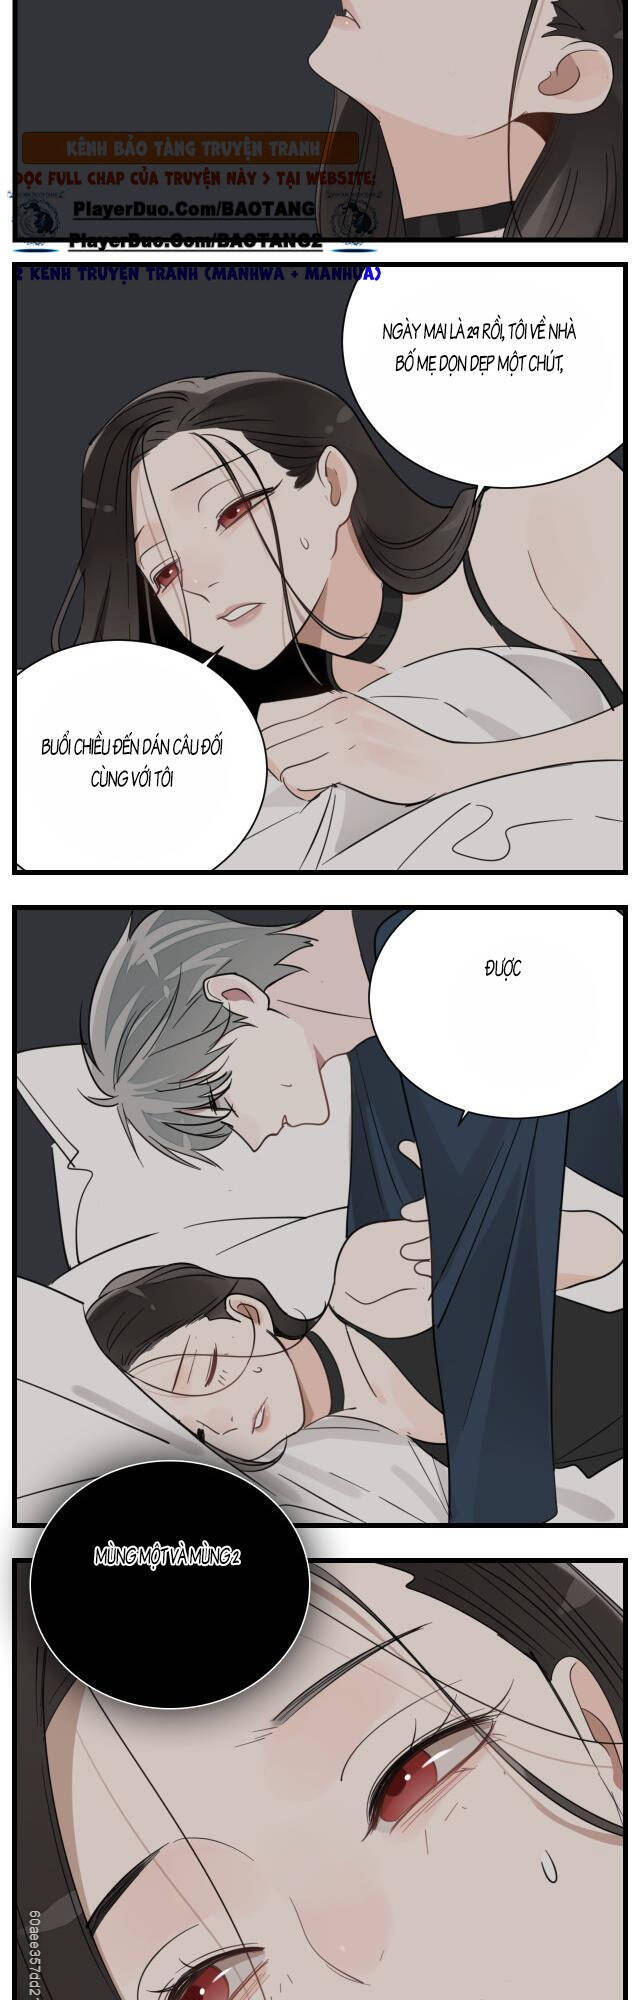 KÊNH BẢO TÀNG TRUYỆN TRANH
ĐỌC FULL CHAP CỦA TRUYỆN NÀY > TẠI WEBSITE:
PlayerDuo.Com/BAOTANG
PlayerDuo.Com/BAOTANG2
2 KÊNH TRUYỆN TRANH (MANHWA + MANHUA)
NGÀY MAI LÀ 29 RỒI, TÔI VỀ NHÀ
BỐ MẸ DỌN DẸP MỘT CHÚT,
BUỔI CHIỀU ĐẾN DÁN CÂU ĐỐI
CÙNG VỚI TÔI
ĐƯỢC
MÙNG MỘT VÀ MÙNG 2